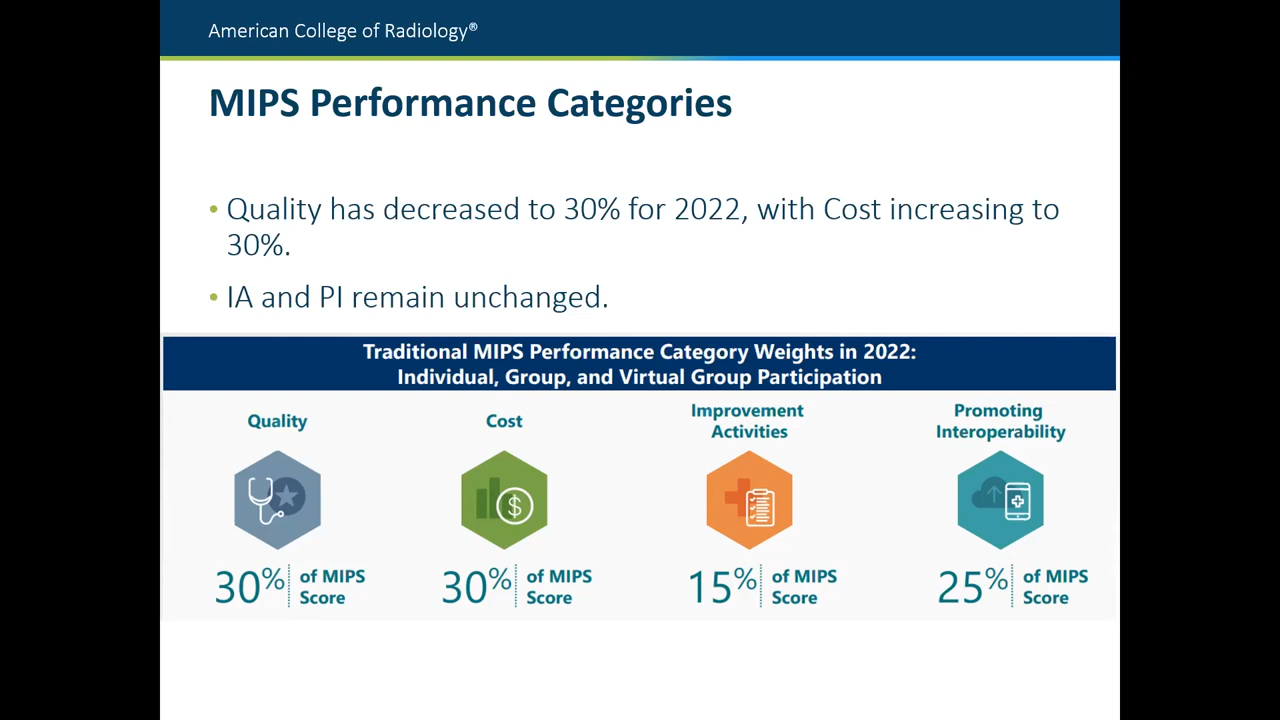 American College of Radiology®
MIPS Performance Categories
• Quality has decreased to 30% for 2022, with Cost increasing to
30%.
• IA and PI remain unchanged.
Traditional MIPS Performance Category Weights in 2022:
Individual, Group, and Virtual Group Participation
Quality
Cost
Improvement
Activities
Promoting
Interoperability
$
30% of MIPS
Score
30% of MIPS
Score
15% of MIPS
Score
25% of MIPS
Score